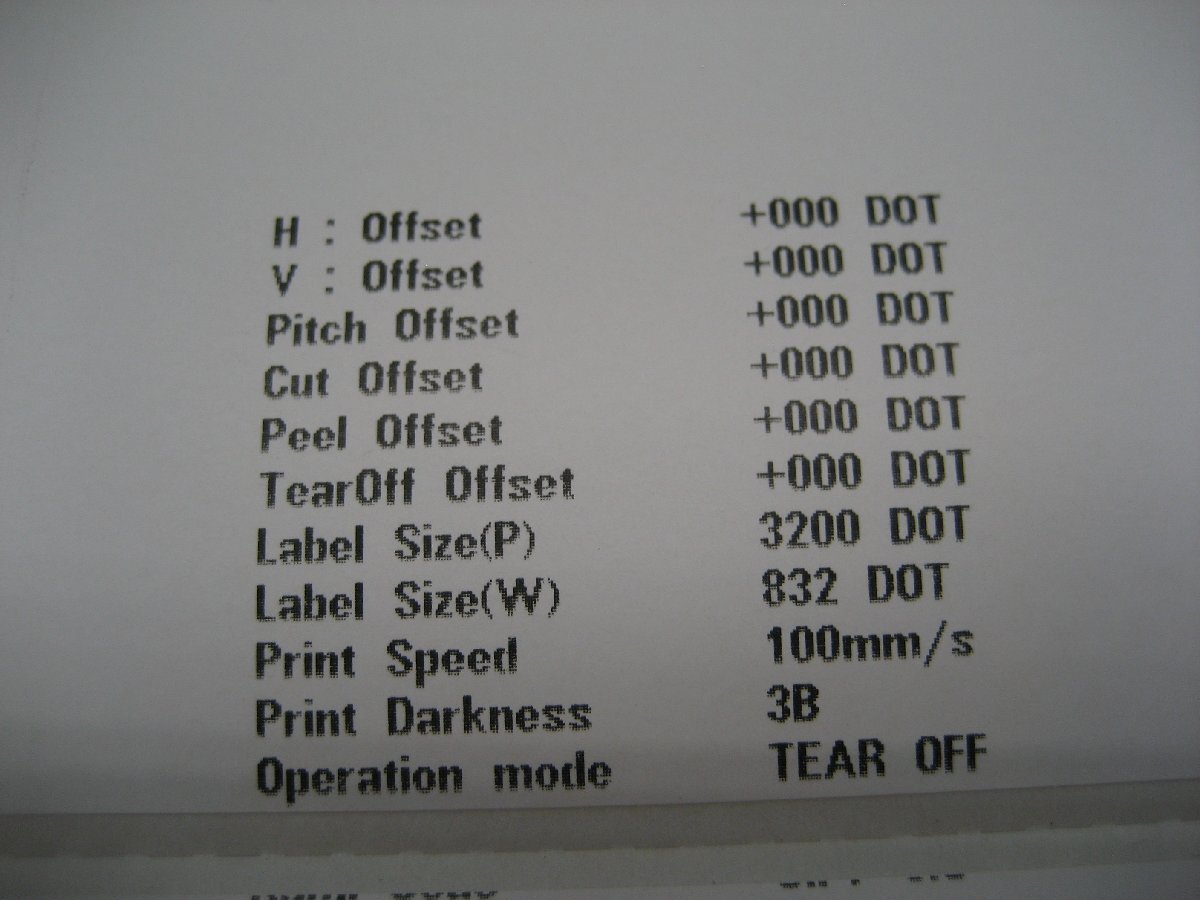 H : Offset +000 DOT
V : Offset +000 DOT
Pitch Offset +000 DOT
Cut Offset +000 DOT
Peel Offset +000 DOT
TearOff Offset +000 DOT
Label Size(P) 3200 DOT
Label Size(W) 832 DOT
Print Speed 100mm/s
Print Darkness 3B
Operation mode TEAR OFF